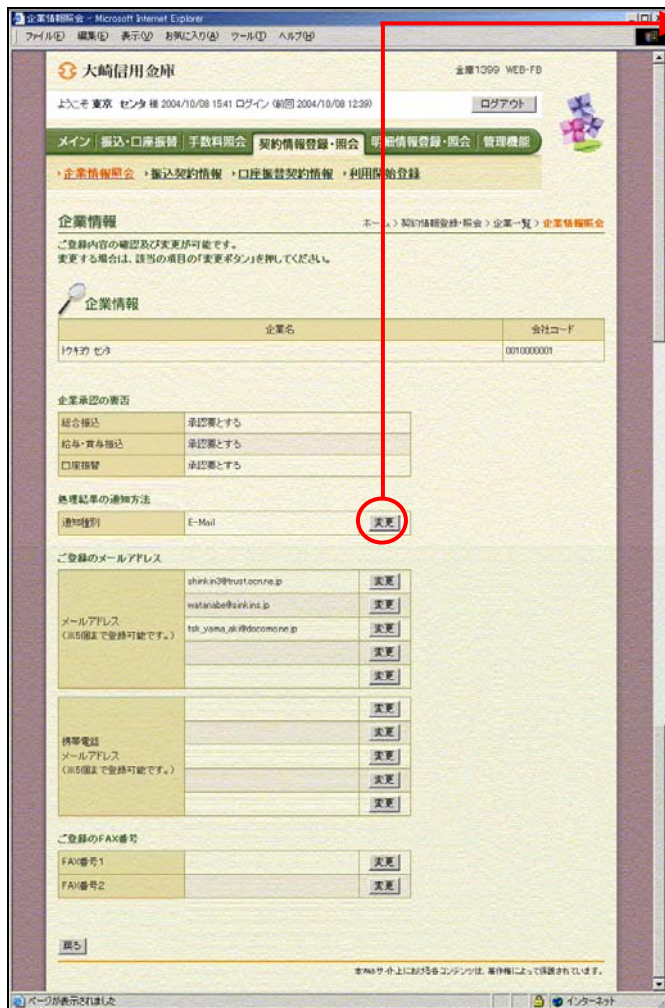 企業情報照会 - Microsoft Internet Explorer
ファイル(F) 編集(E) 表示(V) お気に入り(A) ツール(T) ヘルプ(H)
大崎信用金庫
金庫1399 WEB-FB
ようこそ 東京 センタ 様 2004/10/08 15:41 ログイン (前回 2004/10/08 12:39)
ログアウト
メイン 振込・口座振替 手数料照会 契約情報登録・照会 明細情報登録・照会 管理機能
企業情報照会 振込契約情報 口座振替契約情報 利用開始登録
企業情報
ホーム > 契約情報登録・照会 > 企業一覧 > 企業情報照会
ご登録内容の確認及び変更が可能です。
変更する場合は、該当の項目の「変更ボタン」を押してください。
企業情報
企業名 会社コード
トウキヨウ センタ 0010000001
企業承認の要否
総合振込 承認要とする
給与・賞与振込 承認要とする
口座振替 承認要とする
処理結果の通知方法
通知種別 E-Mail 変更
ご登録のメールアドレス
メールアドレス
(※5個まで登録可能です。)
shinkin3@trust.ocn.ne.jp 変更
watanabe@sinkins.jp 変更
tsk_yama_aki@docomo.ne.jp 変更
変更
変更
携帯電話
メールアドレス
(※5個まで登録可能です。)
変更
変更
変更
変更
変更
ご登録のFAX番号
FAX番号1 変更
FAX番号2 変更
戻る
本Webサイト上における各コンテンツは、著作権によって保護されています。
ページが表示されました
インターネット